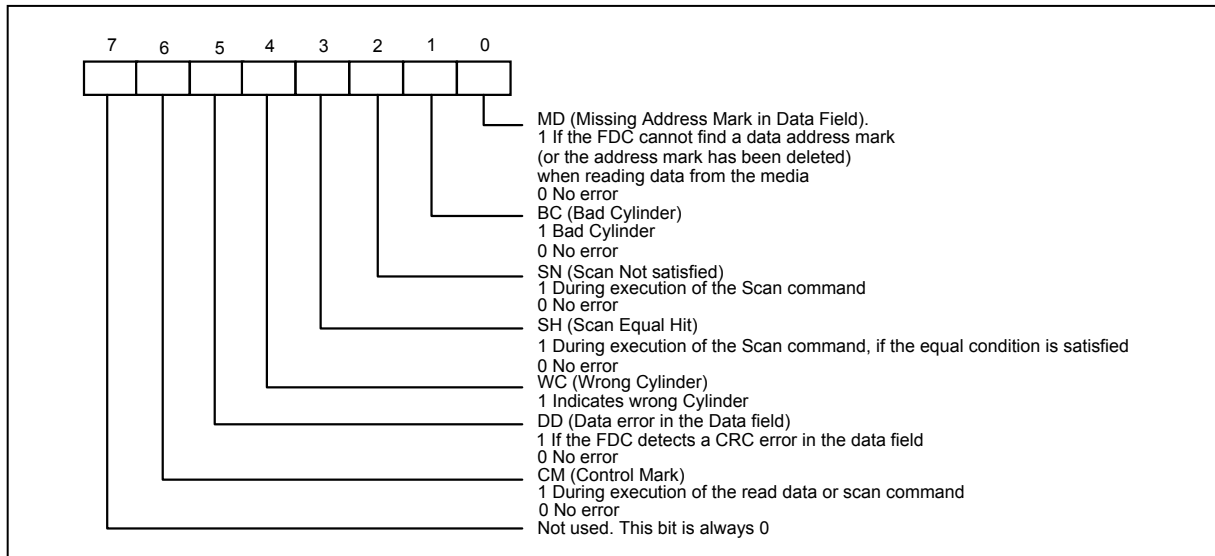 7 6 5 4 3 2 1 0
MD (Missing Address Mark in Data Field).
1 If the FDC cannot find a data address mark
(or the address mark has been deleted)
when reading data from the media
0 No error
BC (Bad Cylinder)
1 Bad Cylinder
0 No error
SN (Scan Not satisfied)
1 During execution of the Scan command
0 No error
SH (Scan Equal Hit)
1 During execution of the Scan command, if the equal condition is satisfied
0 No error
WC (Wrong Cylinder)
1 Indicates wrong Cylinder
DD (Data error in the Data field)
1 If the FDC detects a CRC error in the data field
0 No error
CM (Control Mark)
1 During execution of the read data or scan command
0 No error
Not used. This bit is always 0